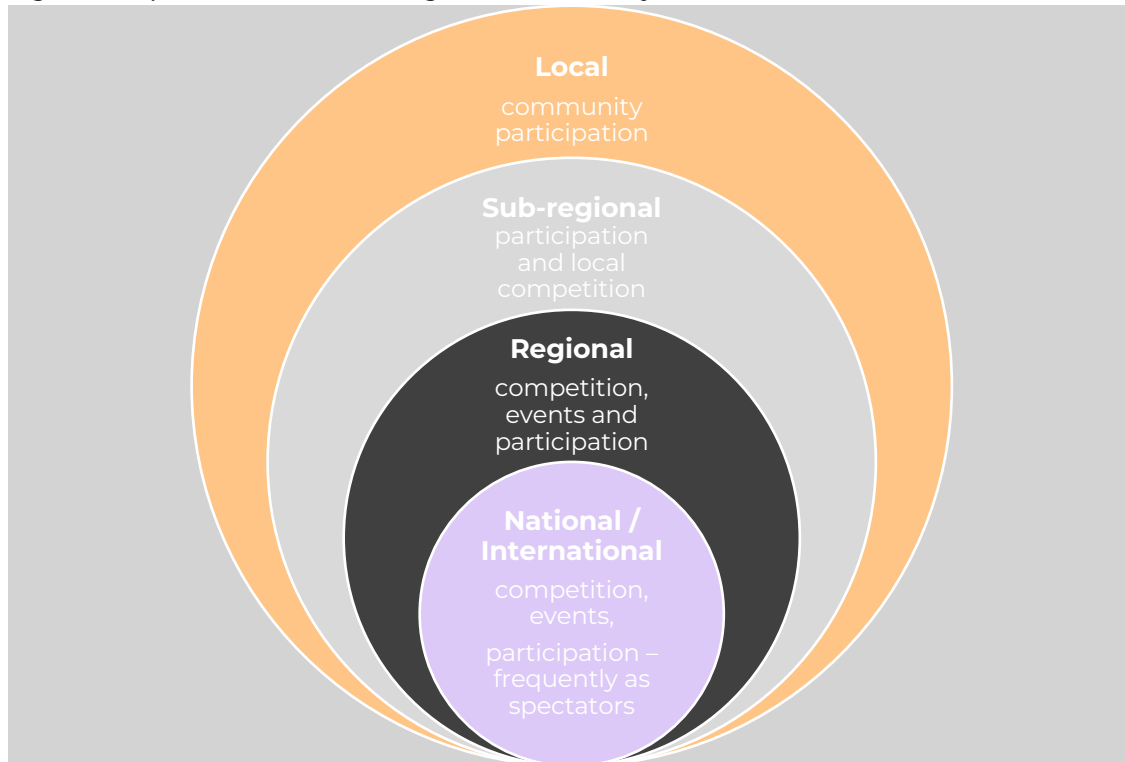 Local
community
participation
Sub-regional
participation
and local
competition
Regional
competition,
events and
participation
National /
International
competition,
events,
participation –
frequently as
spectators